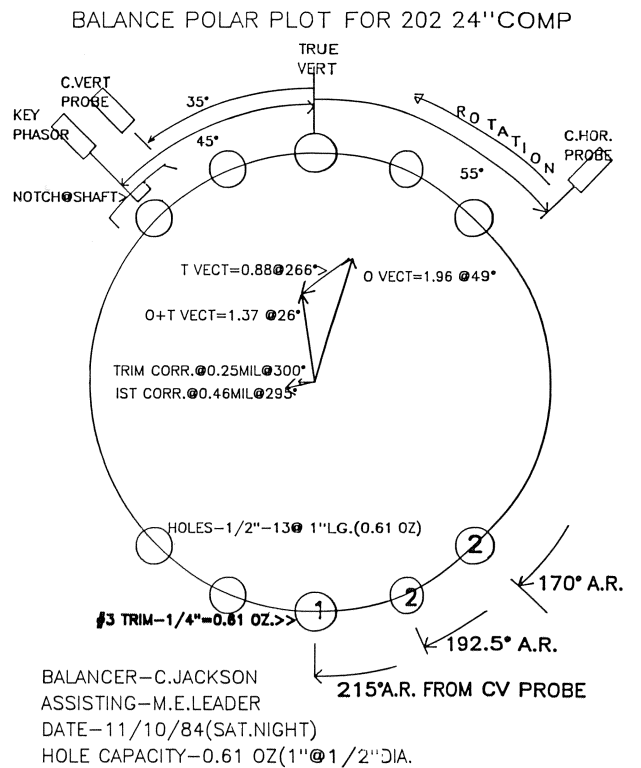 BALANCE POLAR PLOT FOR 202 24"COMP
TRUE
VERT
C.VERT
PROBE
35°
KEY
PHASOR
45°
ROTATION
C.HOR.
PROBE
55°
NOTCH@SHAFT>
T VECT=0.88@266°>
O VECT=1.96 @49°
O+T VECT=1.37 @26°
TRIM CORR.@0.25MIL@300°
IST CORR.@0.46MIL@295°
HOLES-1/2"-13@ 1"LG.(0.61 OZ)
2
170° A.R.
1
2
#3 TRIM-1/4"=0.61 OZ.>>
192.5° A.R.
215°A.R. FROM CV PROBE
BALANCER-C.JACKSON
ASSISTING-M.E.LEADER
DATE-11/10/84(SAT.NIGHT)
HOLE CAPACITY-0.61 OZ(1"@1/2"DIA.